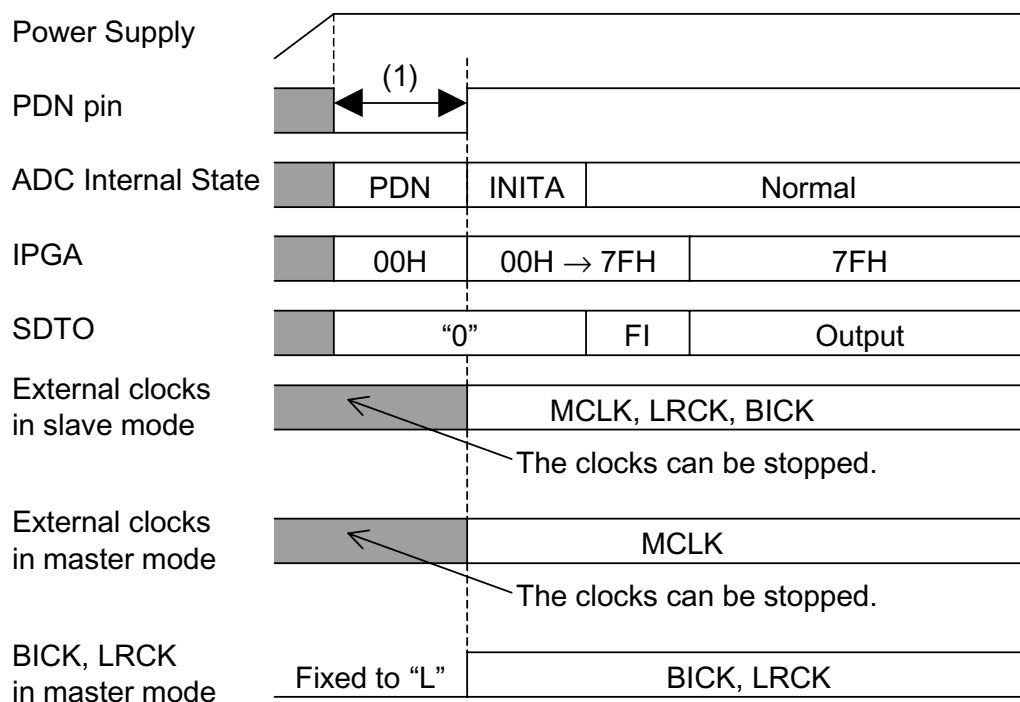 Power Supply
(1)
PDN pin
ADC Internal State PDN INITA Normal
IPGA 00H 00H → 7FH 7FH
SDTO “0” FI Output
External clocks
in slave mode
MCLK, LRCK, BICK
The clocks can be stopped.
External clocks
in master mode
MCLK
The clocks can be stopped.
BICK, LRCK
in master mode
Fixed to “L” BICK, LRCK